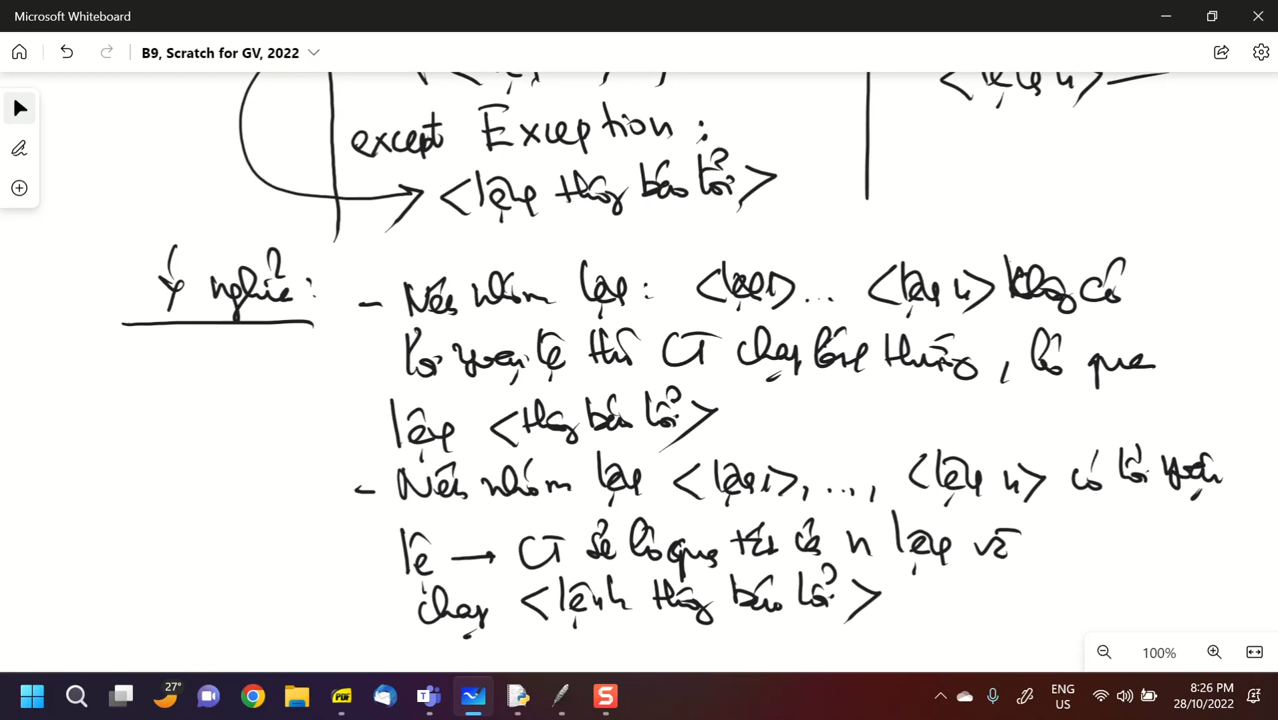 Microsoft Whiteboard
B9, Scratch for GV, 2022
<lệnh n>
except Exception :
<lệnh thông báo lỗi>
Ý nghĩa :
- Nếu nhóm lệnh : <lệnh 1> ... <lệnh n> không có
lỗi ngoại lệ thì CT chạy bình thường, bỏ qua
lệnh <thông báo lỗi>
- Nếu nhóm lệnh <lệnh 1>, ..., <lệnh n> có lỗi ngoại
lệ → CT sẽ bỏ qua tất cả n lệnh và
chạy <lệnh thông báo lỗi>
100%
27°
PDF
ENG
US
8:26 PM
28/10/2022